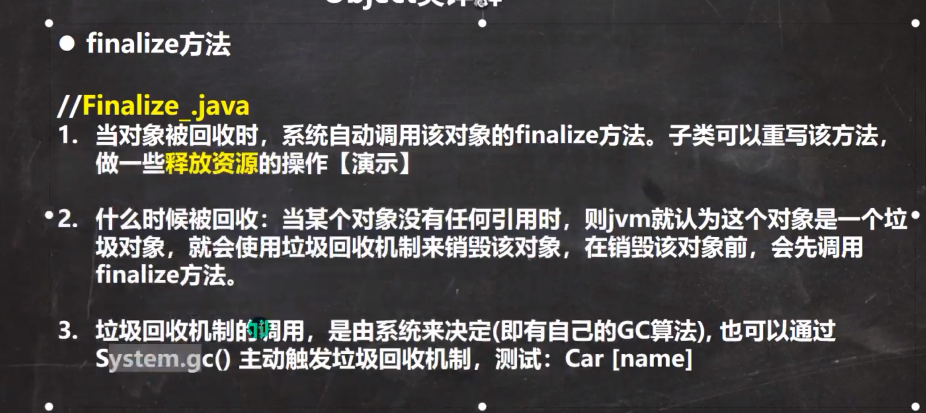 Object类详解
● finalize方法
//Finalize_.java
1. 当对象被回收时，系统自动调用该对象的finalize方法。子类可以重写该方法，
做一些释放资源的操作【演示】
2. 什么时候被回收：当某个对象没有任何引用时，则jvm就认为这个对象是一个垃
圾对象，就会使用垃圾回收机制来销毁该对象，在销毁该对象前，会先调用
finalize方法。
3. 垃圾回收机制的调用，是由系统来决定(即有自己的GC算法), 也可以通过
System.gc() 主动触发垃圾回收机制，测试：Car [name]